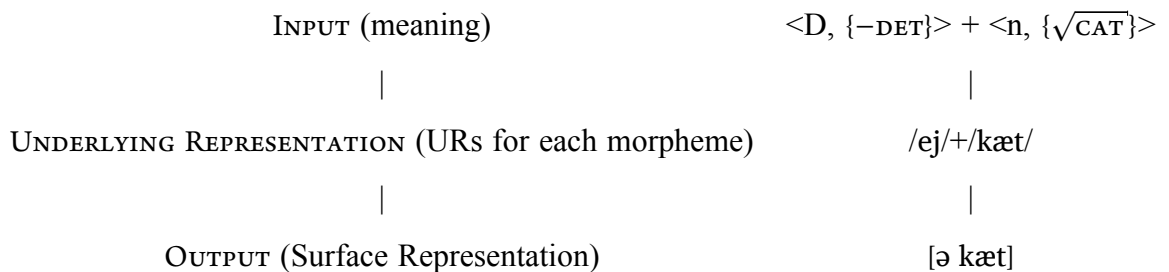 INPUT (meaning) <D, {−DET}> + <n, {√CAT}>
| |
UNDERLYING REPRESENTATION (URs for each morpheme) /ej/+/kæt/
| |
OUTPUT (Surface Representation) [ə kæt]